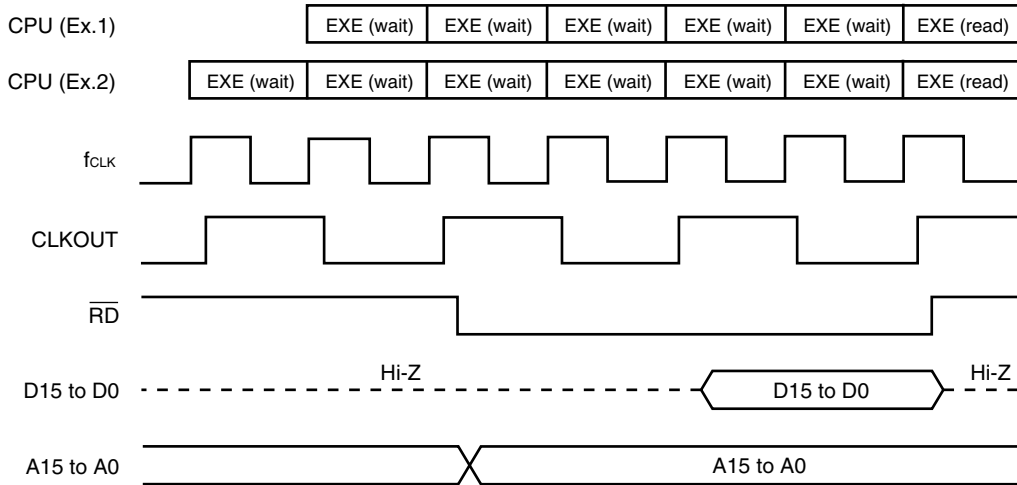 CPU (Ex.1) EXE (wait) EXE (wait) EXE (wait) EXE (wait) EXE (wait) EXE (read)
CPU (Ex.2) EXE (wait) EXE (wait) EXE (wait) EXE (wait) EXE (wait) EXE (wait) EXE (read)
fCLK
CLKOUT
RD
Hi-Z Hi-Z
D15 to D0 D15 to D0
A15 to A0 A15 to A0